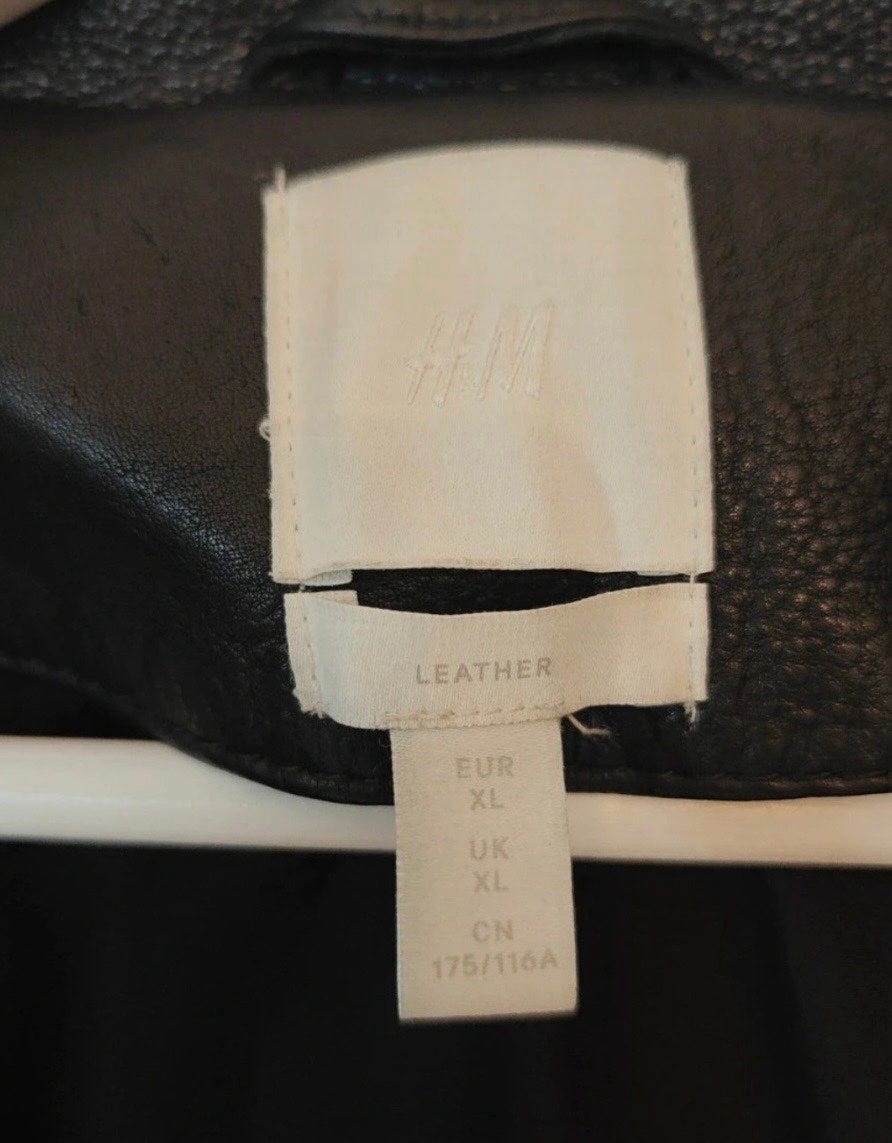 H&M
LEATHER
EUR
XL
UK
XL
CN
175/116A